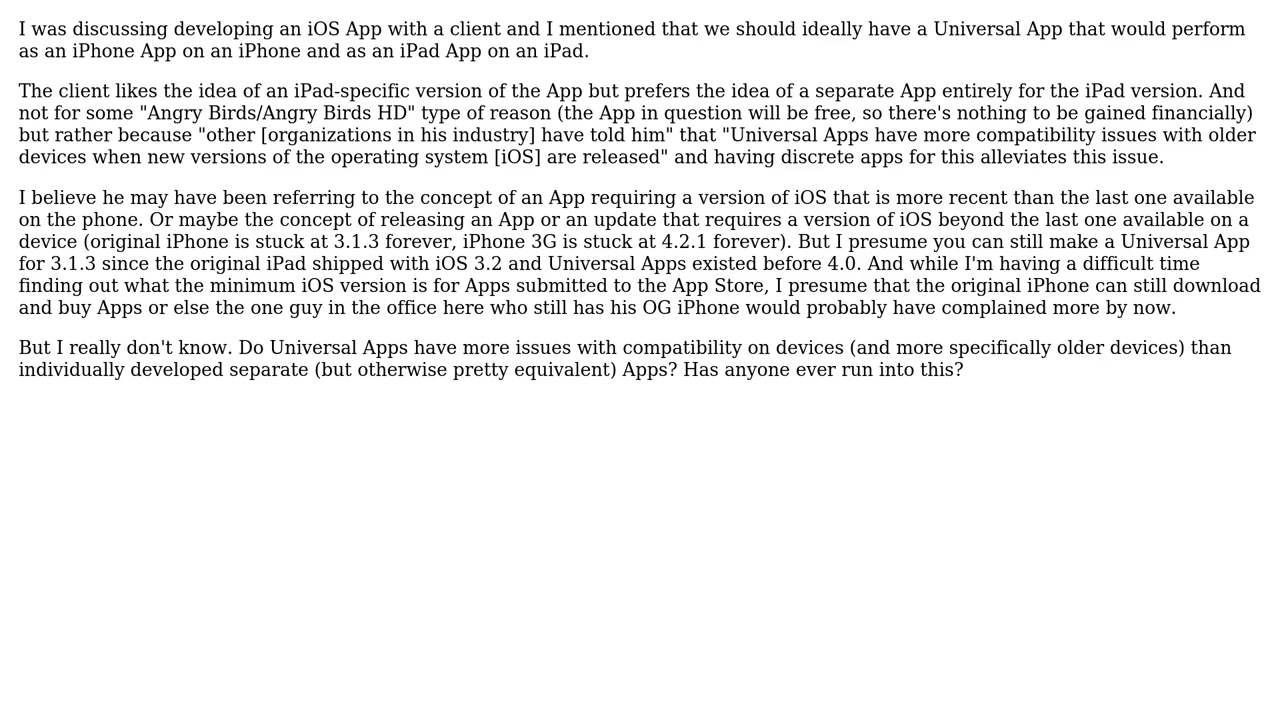 I was discussing developing an iOS App with a client and I mentioned that we should ideally have a Universal App that would perform
as an iPhone App on an iPhone and as an iPad App on an iPad.
The client likes the idea of an iPad-specific version of the App but prefers the idea of a separate App entirely for the iPad version. And
not for some "Angry Birds/Angry Birds HD" type of reason (the App in question will be free, so there's nothing to be gained financially)
but rather because "other [organizations in his industry] have told him" that "Universal Apps have more compatibility issues with older
devices when new versions of the operating system [iOS] are released" and having discrete apps for this alleviates this issue.
I believe he may have been referring to the concept of an App requiring a version of iOS that is more recent than the last one available
on the phone. Or maybe the concept of releasing an App or an update that requires a version of iOS beyond the last one available on a
device (original iPhone is stuck at 3.1.3 forever, iPhone 3G is stuck at 4.2.1 forever). But I presume you can still make a Universal App
for 3.1.3 since the original iPad shipped with iOS 3.2 and Universal Apps existed before 4.0. And while I'm having a difficult time
finding out what the minimum iOS version is for Apps submitted to the App Store, I presume that the original iPhone can still download
and buy Apps or else the one guy in the office here who still has his OG iPhone would probably have complained more by now.
But I really don't know. Do Universal Apps have more issues with compatibility on devices (and more specifically older devices) than
individually developed separate (but otherwise pretty equivalent) Apps? Has anyone ever run into this?